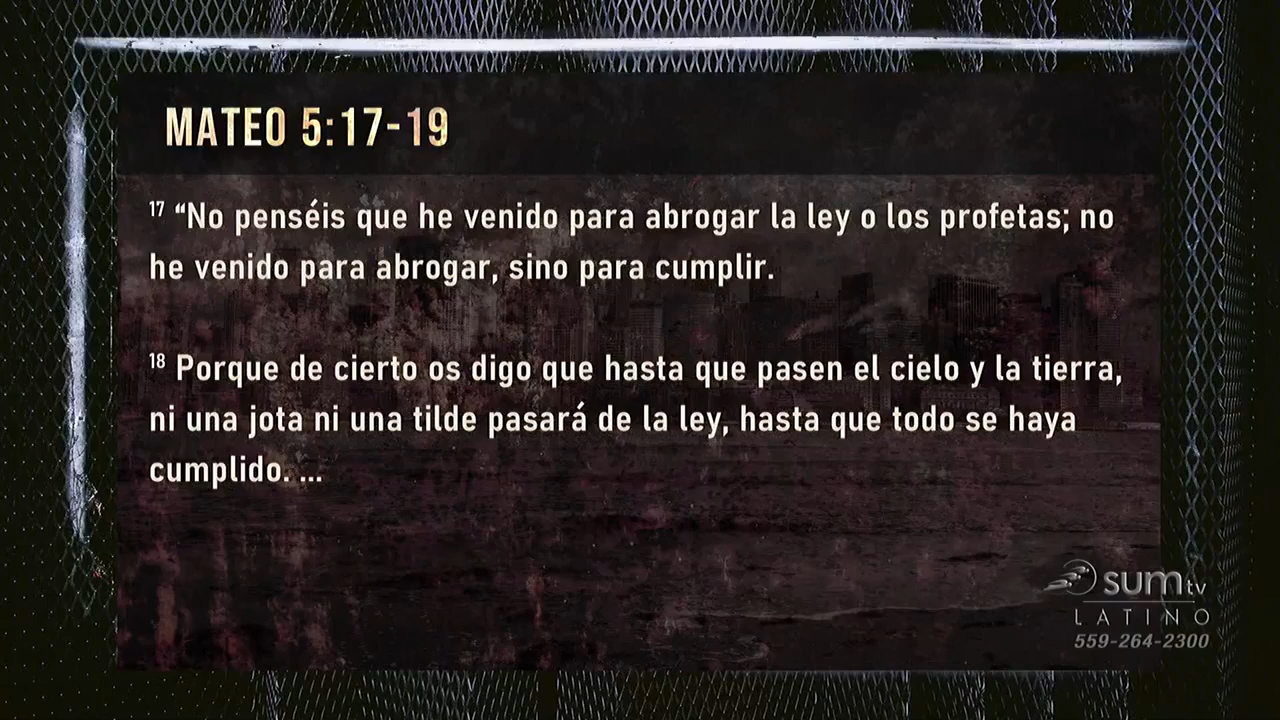 MATEO 5:17-19
17 “No penséis que he venido para abrogar la ley o los profetas; no
he venido para abrogar, sino para cumplir.
18 Porque de cierto os digo que hasta que pasen el cielo y la tierra,
ni una jota ni una tilde pasará de la ley, hasta que todo se haya
cumplido. ...
sumtv
LATINO
559-264-2300